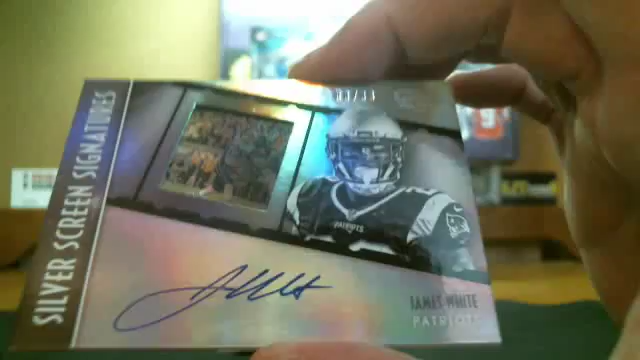 SILVER SCREEN SIGNATURES
PATRIOTS
JAMES WHITE
PATRIOTS